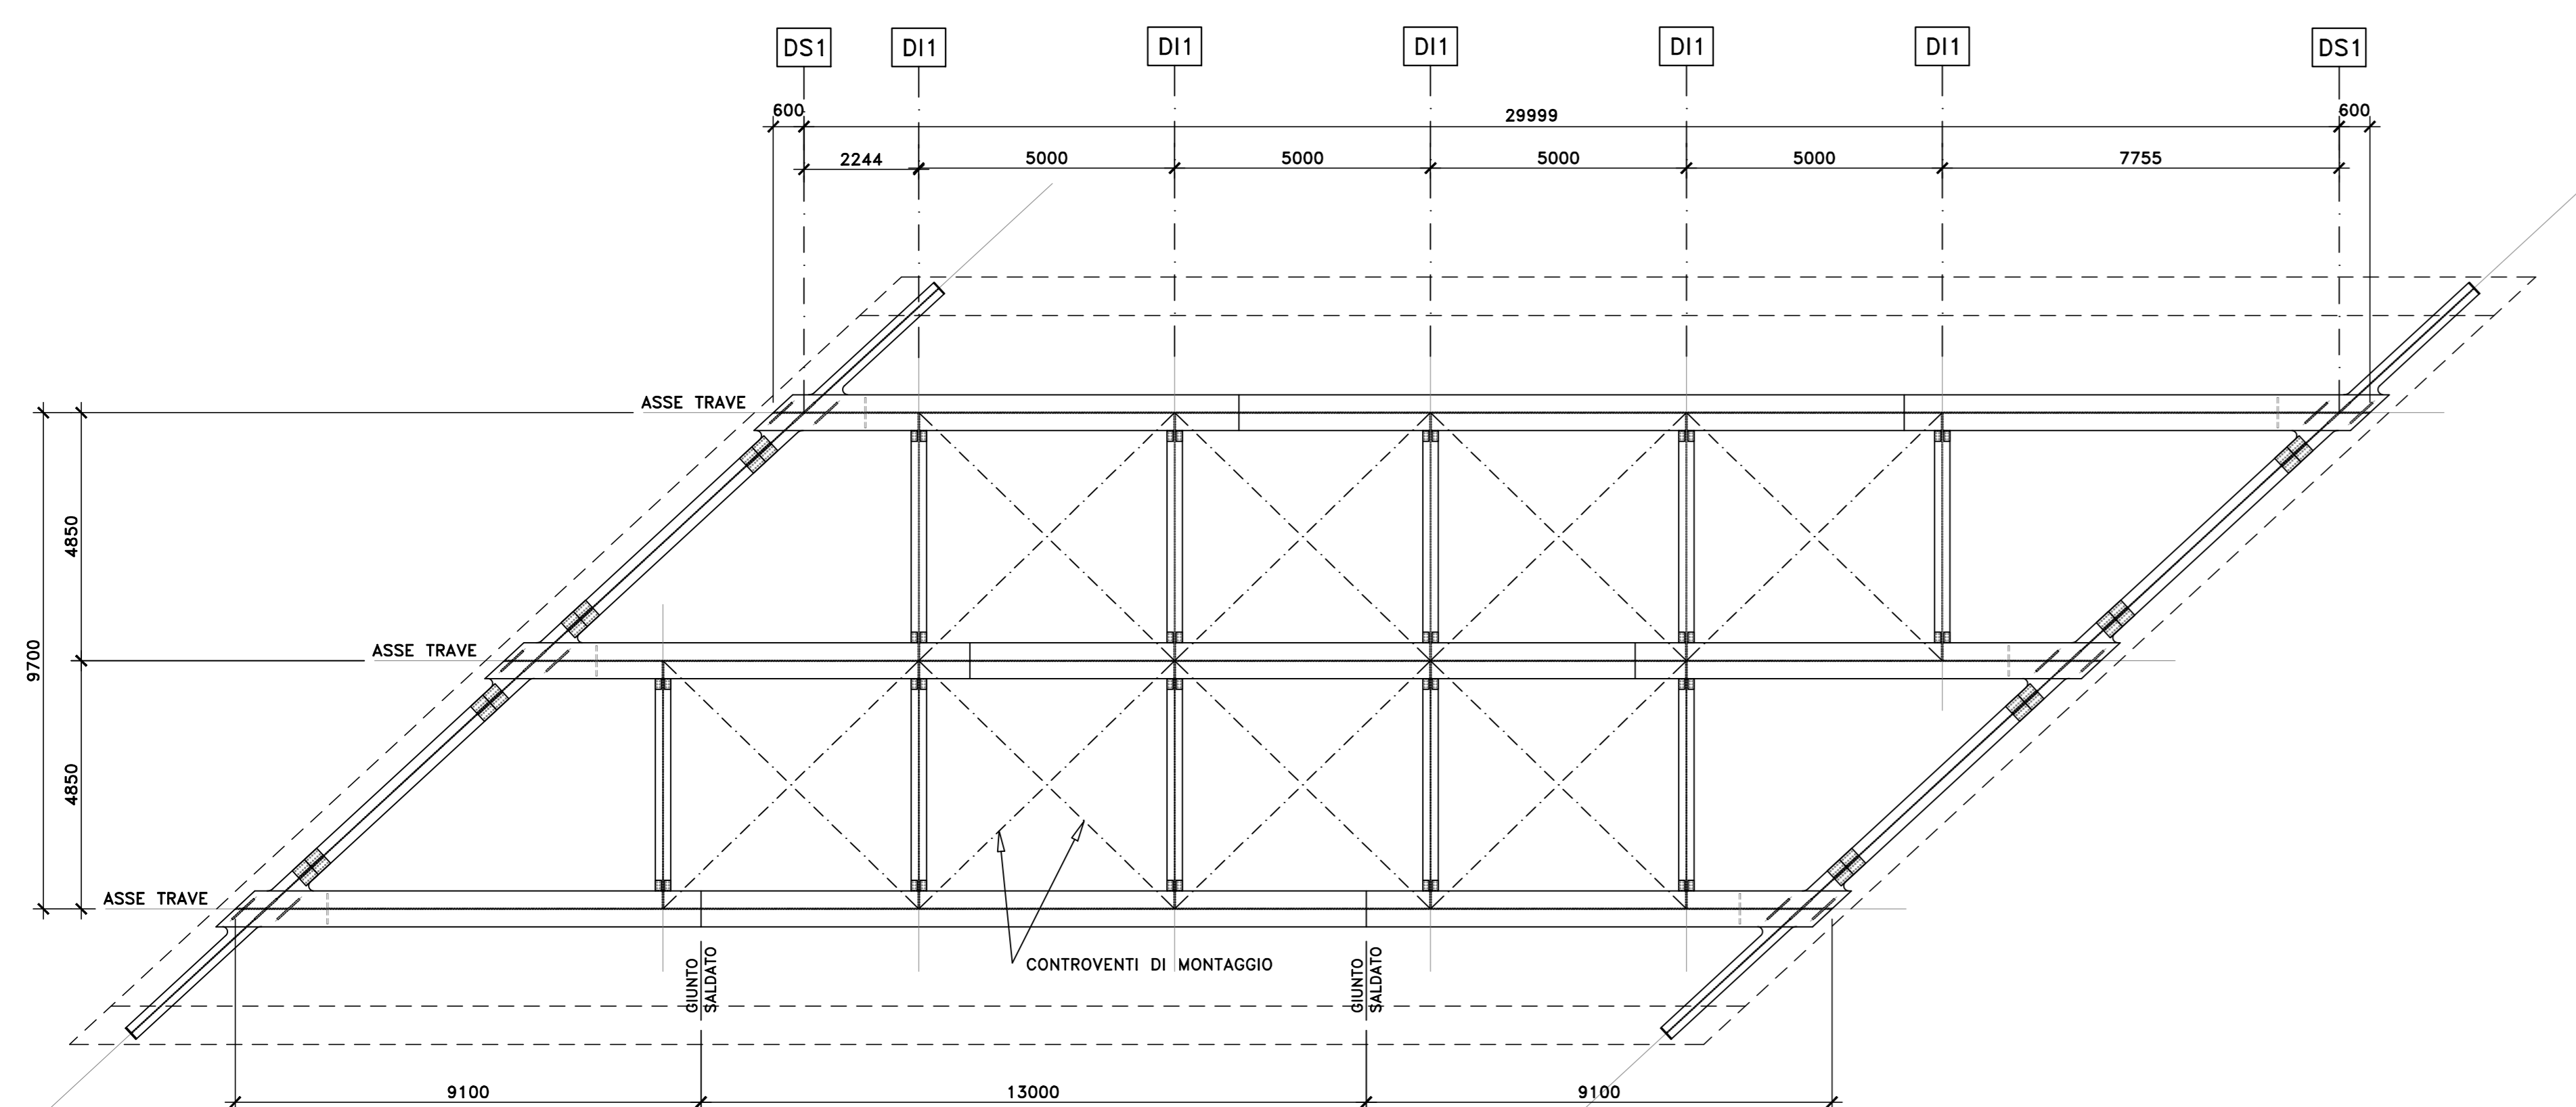 DS1
DI1
DI1
DI1
DI1
DI1
DS1
600
29999
600
2244
5000
5000
5000
5000
7755
ASSE TRAVE
4850
9700
ASSE TRAVE
4850
ASSE TRAVE
GIUNTO
SALDATO
CONTROVENTI DI MONTAGGIO
GIUNTO
SALDATO
9100
13000
9100